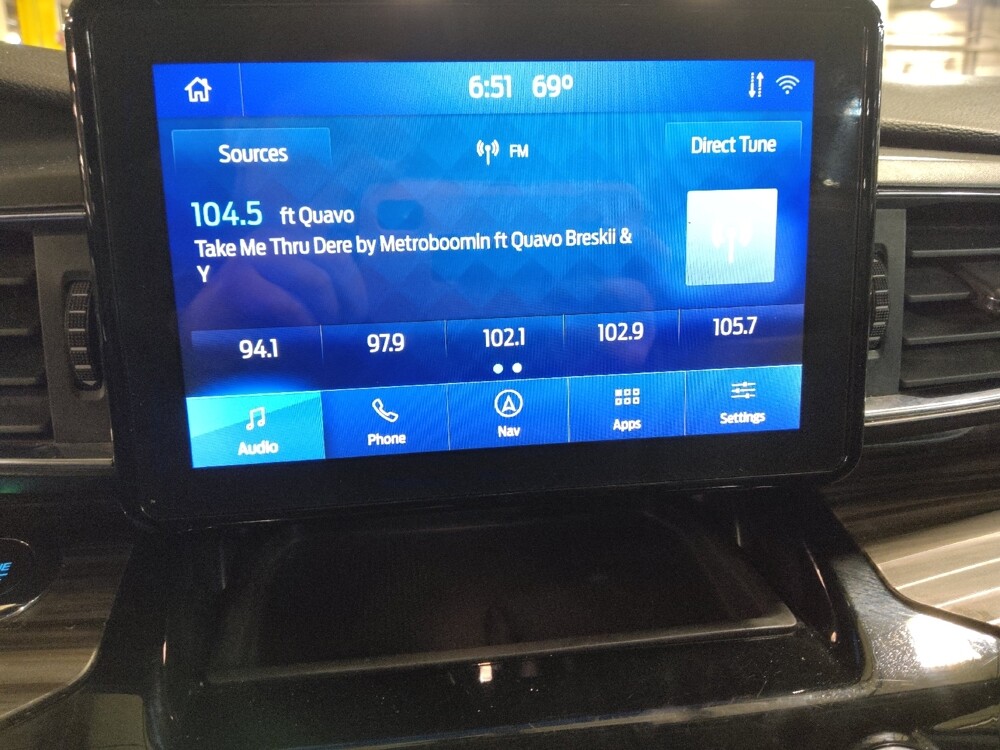 6:51 69°
Sources
FM
Direct Tune
104.5 ft Quavo
Take Me Thru Dere by MetroboomIn ft Quavo Breskii &
Y
94.1 97.9 102.1 102.9 105.7
Audio Phone Nav Apps Settings